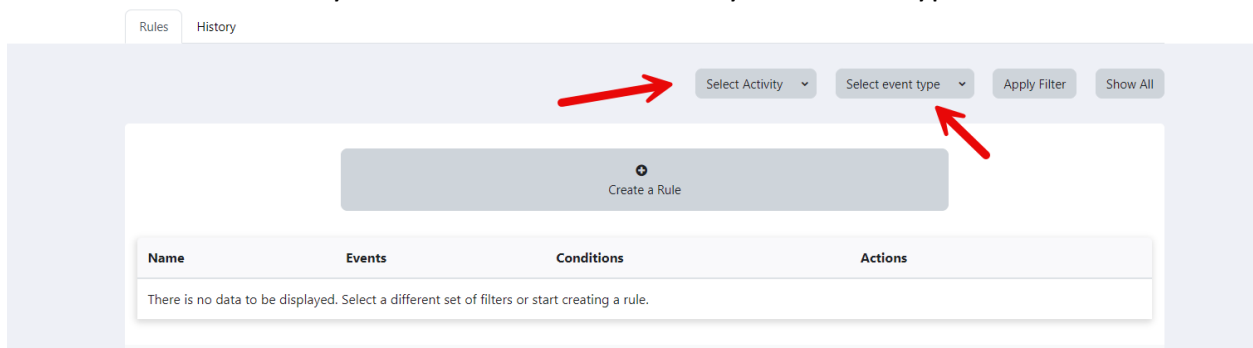 Rules History
Select Activity Select event type Apply Filter Show All
Create a Rule
Name Events Conditions Actions
There is no data to be displayed. Select a different set of filters or start creating a rule.